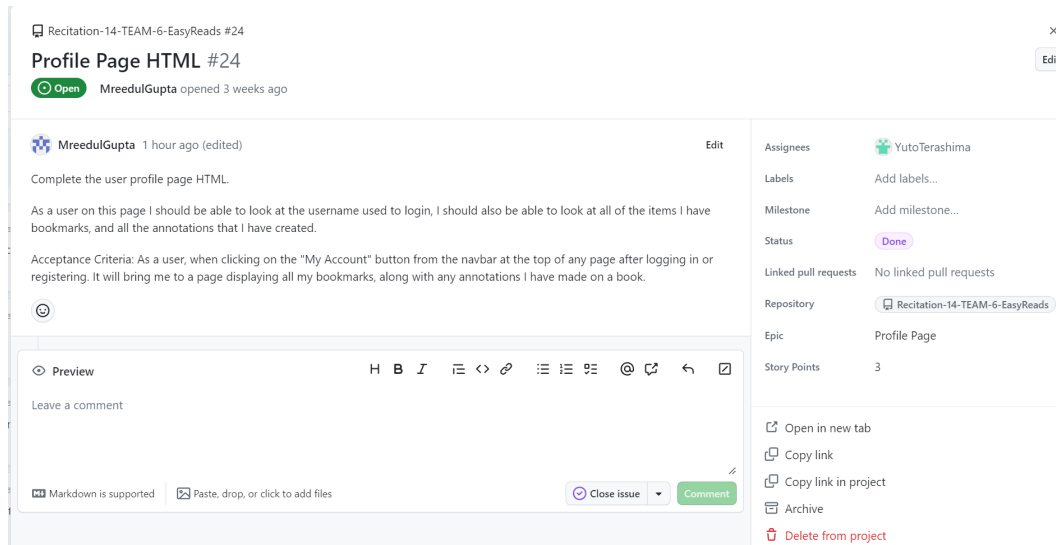 Recitation-14-TEAM-6-EasyReads #24
Profile Page HTML #24
Edi
Open MreedulGupta opened 3 weeks ago
MreedulGupta 1 hour ago (edited) Edit
Complete the user profile page HTML.
As a user on this page I should be able to look at the username used to login, I should also be able to look at all of the items I have
bookmarks, and all the annotations that I have created.
Acceptance Criteria: As a user, when clicking on the "My Account" button from the navbar at the top of any page after logging in or
registering. It will bring me to a page displaying all my bookmarks, along with any annotations I have made on a book.
Preview H B I
Leave a comment
Markdown is supported Paste, drop, or click to add files Close issue Comment
Assignees YutoTerashima
Labels Add labels...
Milestone Add milestone...
Status Done
Linked pull requests No linked pull requests
Repository Recitation-14-TEAM-6-EasyReads
Epic Profile Page
Story Points 3
Open in new tab
Copy link
Copy link in project
Archive
Delete from project